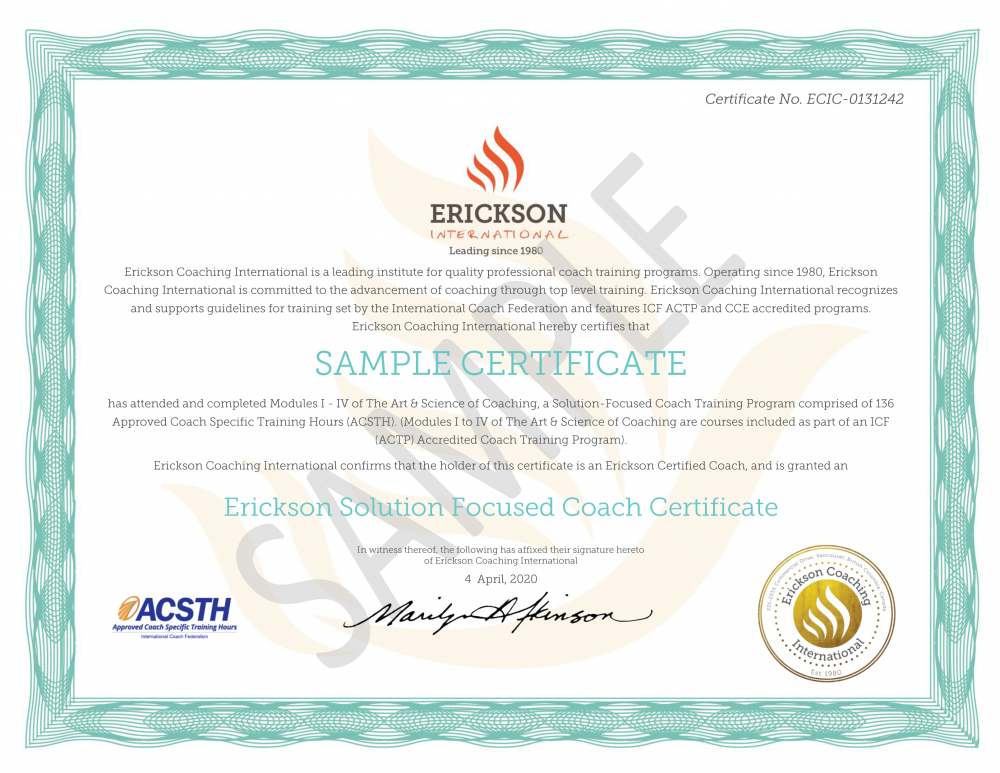 Certificate No. ECIC-0131242
ERICKSON
INTERNATIONAL
Leading since 1980
Erickson Coaching International is a leading institute for quality professional coach training programs. Operating since 1980, Erickson
Coaching International is committed to the advancement of coaching through top level training. Erickson Coaching International recognizes
and supports guidelines for training set by the International Coach Federation and features ICF ACTP and CCE accredited programs.
Erickson Coaching International hereby certifies that
SAMPLE CERTIFICATE
has attended and completed Modules I - IV of The Art & Science of Coaching, a Solution-Focused Coach Training Program comprised of 136
Approved Coach Specific Training Hours (ACSTH). (Modules I to IV of The Art & Science of Coaching are courses included as part of an ICF
(ACTP) Accredited Coach Training Program).
Erickson Coaching International confirms that the holder of this certificate is an Erickson Certified Coach, and is granted an
Erickson Solution Focused Coach Certificate
SAMPLE
In witness thereof, the following has affixed their signature hereto
of Erickson Coaching International
4 April, 2020
Marilyn Atkinson
ACSTH
Approved Coach Specific Training Hours
International Coach Federation
Commercial Drive, Vancouver, British Columbia, Canada
Erickson Coaching
International
Est. 1980